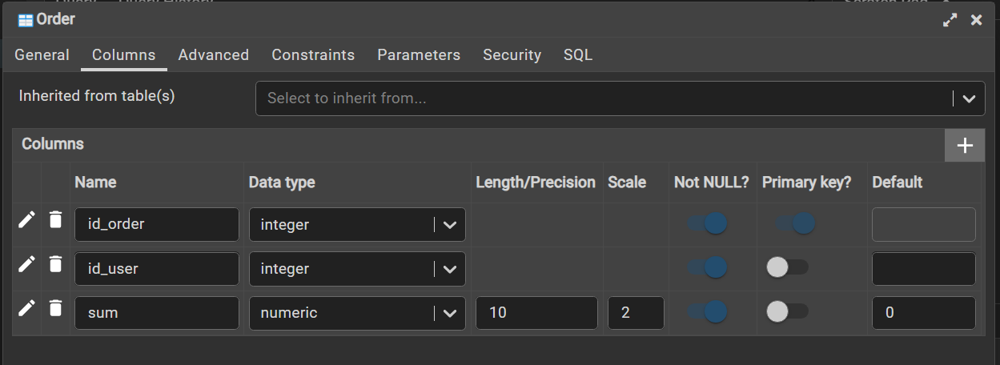 Order
General Columns Advanced Constraints Parameters Security SQL
Inherited from table(s) Select to inherit from...
Columns
Name Data type Length/Precision Scale Not NULL? Primary key? Default
id_order integer
id_user integer
sum numeric 10 2 0